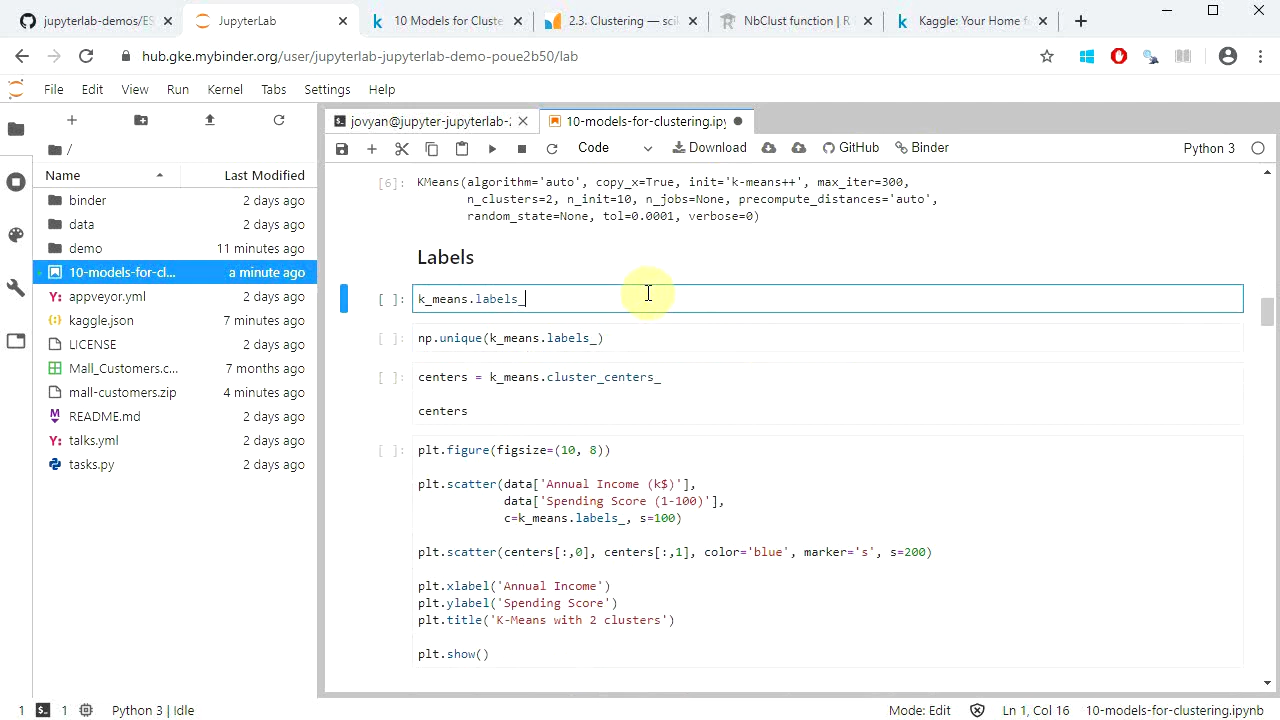 jupyterlab-demos/ES
JupyterLab
10 Models for Cluste
2.3. Clustering — sci
NbClust function | R
Kaggle: Your Home f
hub.gke.mybinder.org/user/jupyterlab-jupyterlab-demo-poue2b50/lab
File Edit View Run Kernel Tabs Settings Help
jovyan@jupyter-jupyterlab-
10-models-for-clustering.ipy
Code
Download
GitHub
Binder
Python 3
/
Name Last Modified
binder 2 days ago
data 2 days ago
demo 11 minutes ago
10-models-for-cl... a minute ago
appveyor.yml 2 days ago
kaggle.json 7 minutes ago
LICENSE 2 days ago
Mall_Customers.c... 7 months ago
mall-customers.zip 4 minutes ago
README.md 2 days ago
talks.yml 2 days ago
tasks.py 2 days ago
[6]: KMeans(algorithm='auto', copy_x=True, init='k-means++', max_iter=300,
n_clusters=2, n_init=10, n_jobs=None, precompute_distances='auto',
random_state=None, tol=0.0001, verbose=0)
Labels
[ ]: k_means.labels_
[ ]: np.unique(k_means.labels_)
[ ]: centers = k_means.cluster_centers_
centers
[ ]: plt.figure(figsize=(10, 8))
plt.scatter(data['Annual Income (k$)'],
data['Spending Score (1-100)'],
c=k_means.labels_, s=100)
plt.scatter(centers[:,0], centers[:,1], color='blue', marker='s', s=200)
plt.xlabel('Annual Income')
plt.ylabel('Spending Score')
plt.title('K-Means with 2 clusters')
plt.show()
1 1 Python 3 | Idle
Mode: Edit Ln 1, Col 16 10-models-for-clustering.ipynb